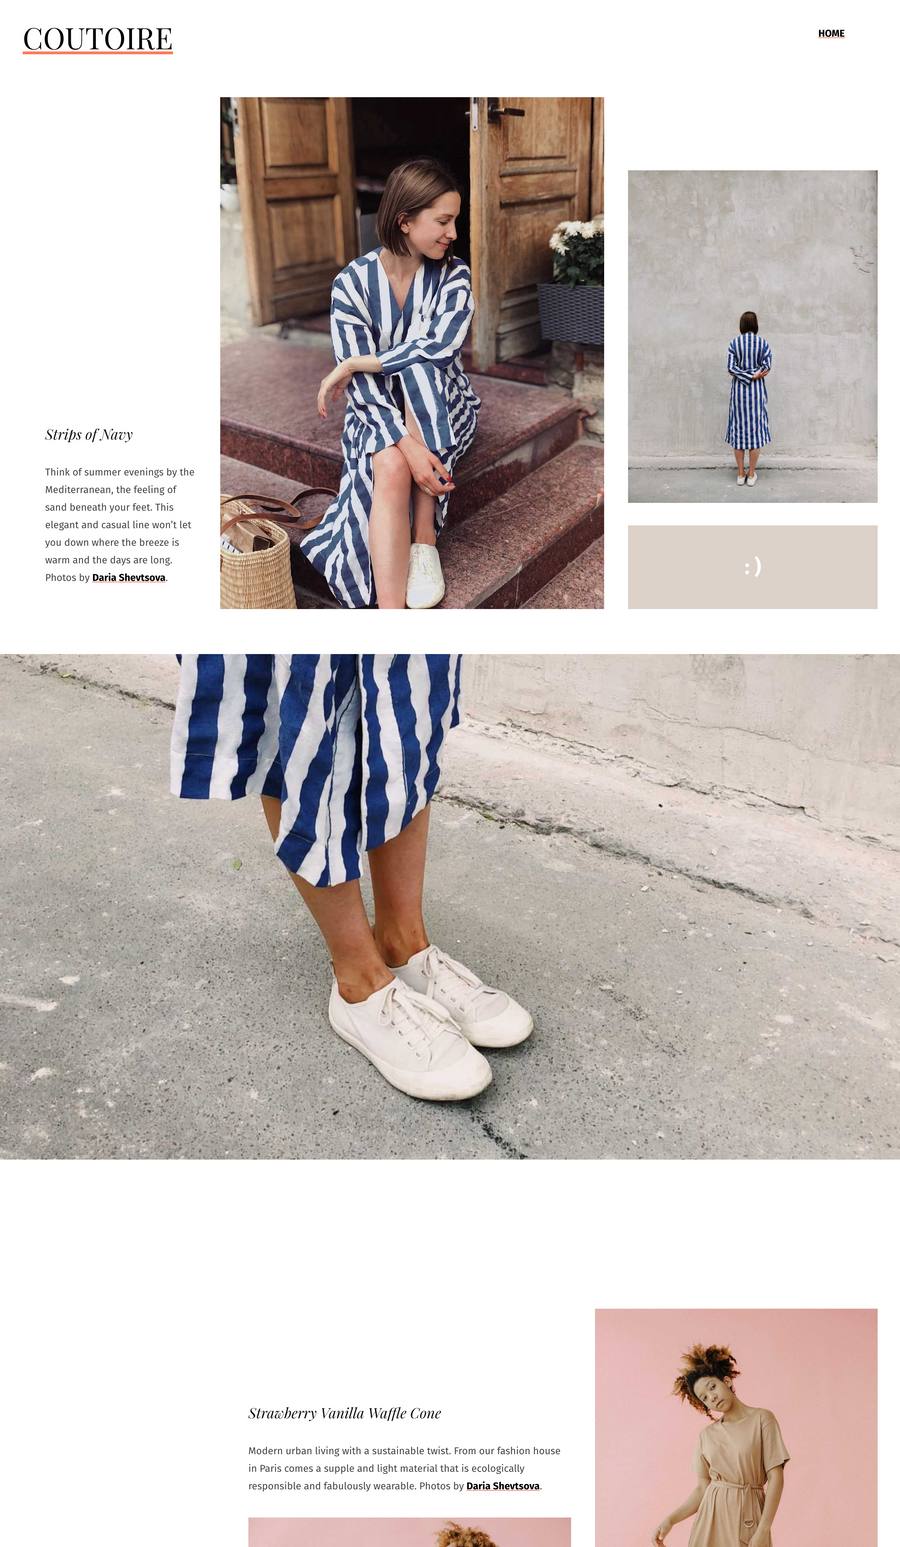 COUTOIRE
HOME
Strips of Navy
Think of summer evenings by the
Mediterranean, the feeling of
sand beneath your feet. This
elegant and casual line won't let
you down where the breeze is
warm and the days are long.
Photos by Daria Shevtsova.
:)
Strawberry Vanilla Waffle Cone
Modern urban living with a sustainable twist. From our fashion house
in Paris comes a supple and light material that is ecologically
responsible and fabulously wearable. Photos by Daria Shevtsova.